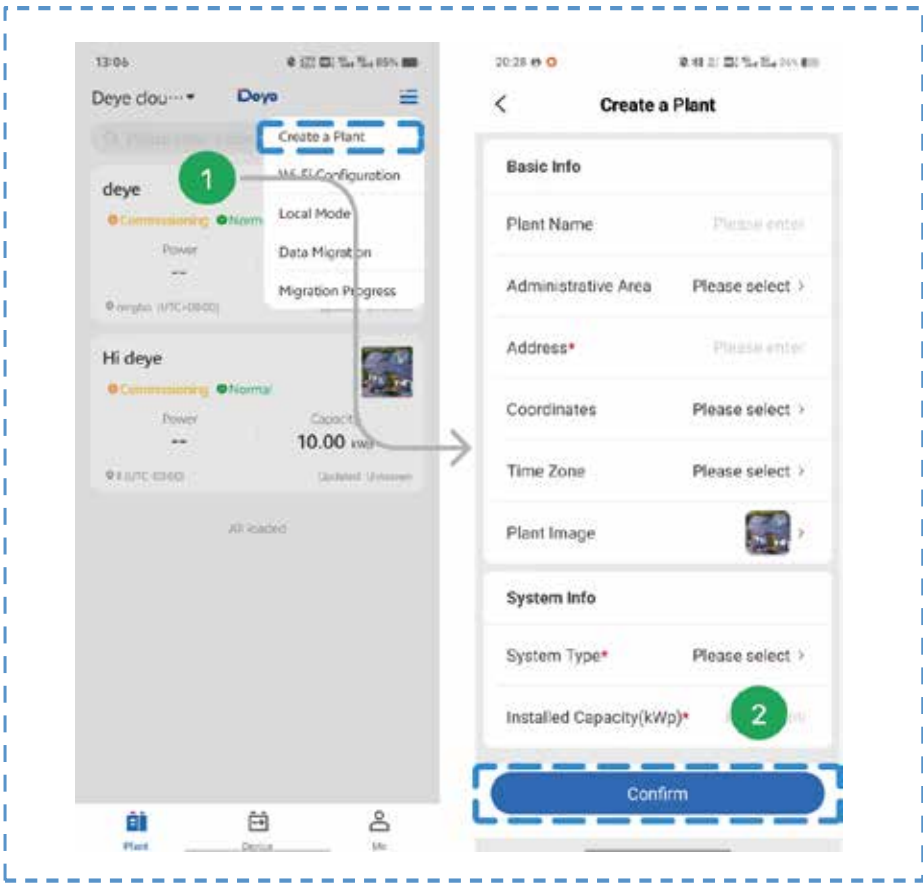 13:06
85%
Deye clou···
Deye
Create a Plant
Wi-Fi Configuration
deye
1
Commissioning
Local Mode
Power
Data Migration
--
Migration Progress
Hi deye
Commissioning Normal
Power
--
10.00
All loaded
Plant
Device
Me
20:28
Create a Plant
Basic Info
Plant Name Please enter
Administrative Area Please select >
Address* Please enter
Coordinates Please select >
Time Zone Please select >
Plant Image >
System Info
System Type* Please select >
Installed Capacity(kWp)*
2
Confirm